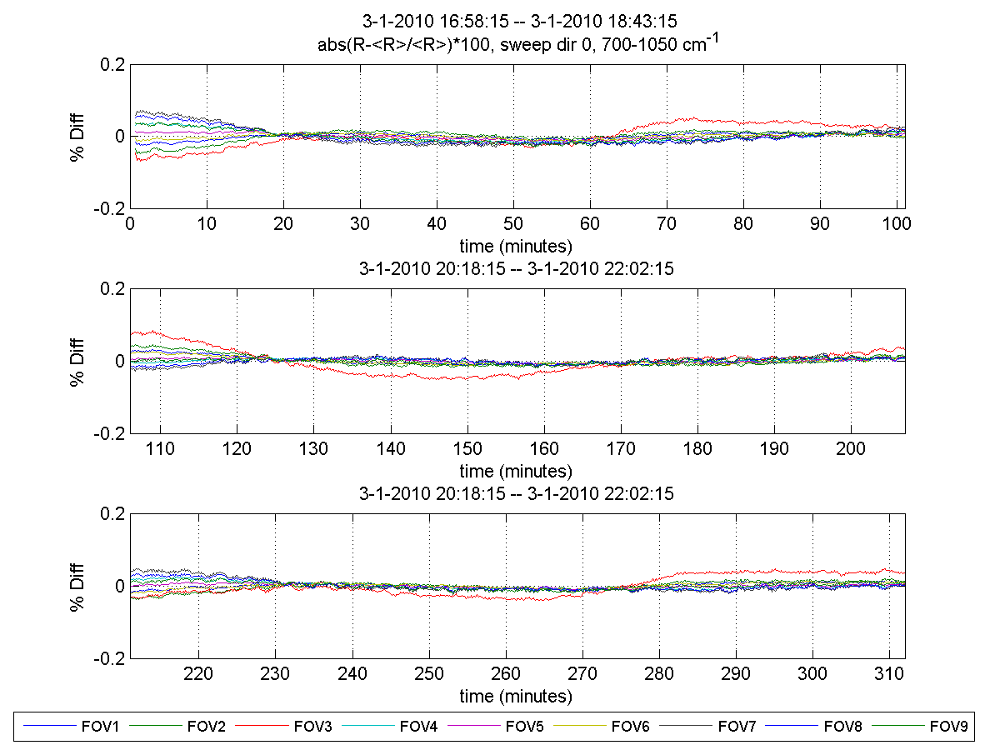 3-1-2010 16:58:15 -- 3-1-2010 18:43:15
abs(R-<R>/<R>)*100, sweep dir 0, 700-1050 cm-1
0.2
% Diff
0
-0.2
0 10 20 30 40 50 60 70 80 90 100
time (minutes)
3-1-2010 20:18:15 -- 3-1-2010 22:02:15
0.2
% Diff
0
-0.2
110 120 130 140 150 160 170 180 190 200
time (minutes)
3-1-2010 20:18:15 -- 3-1-2010 22:02:15
0.2
% Diff
0
-0.2
220 230 240 250 260 270 280 290 300 310
time (minutes)
FOV1 FOV2 FOV3 FOV4 FOV5 FOV6 FOV7 FOV8 FOV9